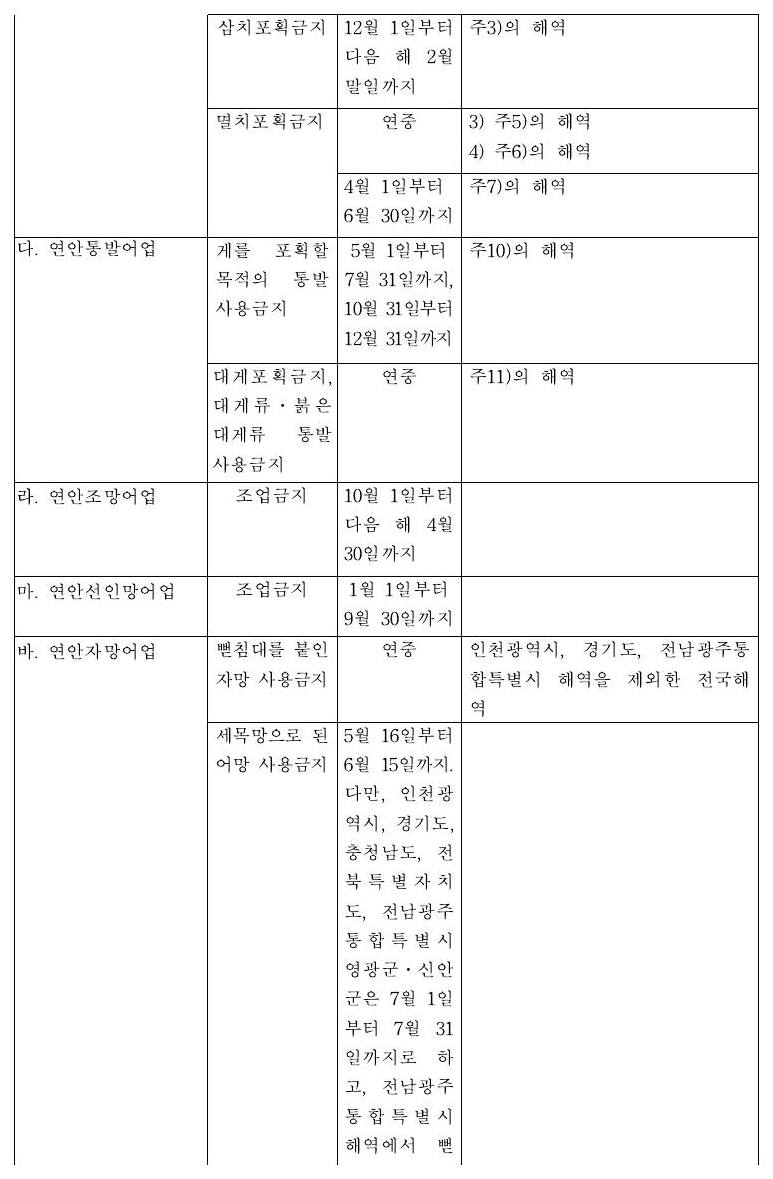 삼치포획금지
12월 1일부터
다음 해 2월
말일까지
주3)의 해역
멸치포획금지
연중
3) 주5)의 해역
4) 주6)의 해역
4월 1일부터
6월 30일까지
주7)의 해역
다. 연안통발어업
게를 포획할
목적의 통발
사용금지
5월 1일부터
7월 31일까지,
10월 31일부터
12월 31일까지
주10)의 해역
대게포획금지,
대게류·붉은
대게류 통발
사용금지
연중
주11)의 해역
라. 연안조망어업
조업금지
10월 1일부터
다음 해 4월
30일까지
마. 연안선인망어업
조업금지
1월 1일부터
9월 30일까지
바. 연안자망어업
뻗침대를 붙인
자망 사용금지
연중
인천광역시, 경기도, 전남광주통
합특별시 해역을 제외한 전국해
역
세목망으로 된
어망 사용금지
5월 16일부터
6월 15일까지.
다만, 인천광
역시, 경기도,
충청남도, 전
북특별자치
도, 전남광주
통합특별시
영광군·신안
군은 7월 1일
부터 7월 31
일까지로 하
고, 전남광주
통합특별시
해역에서 뻗